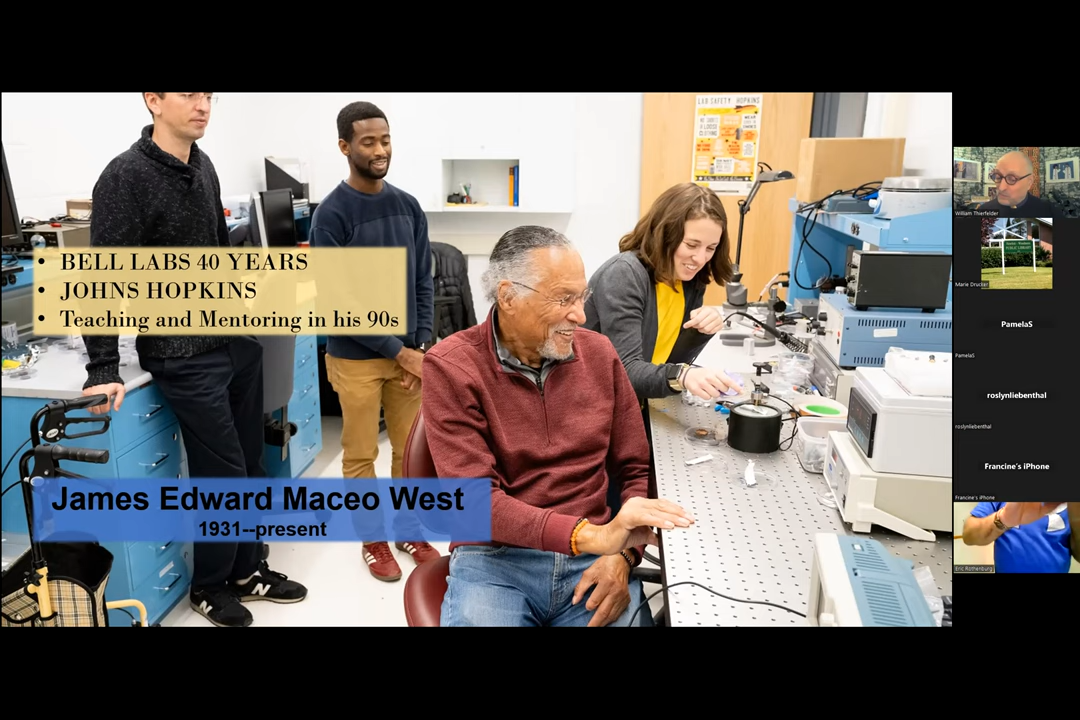 LAB SAFETY HOPKINS
• BELL LABS 40 YEARS
• JOHNS HOPKINS
• Teaching and Mentoring in his 90s
James Edward Maceo West
1931--present
William Thierfelder
Marie Drucker
PamelaS
PamelaS
roslynliebenthal
roslynliebenthal
Francine's iPhone
Francine's iPhone
Eric Rothenburg